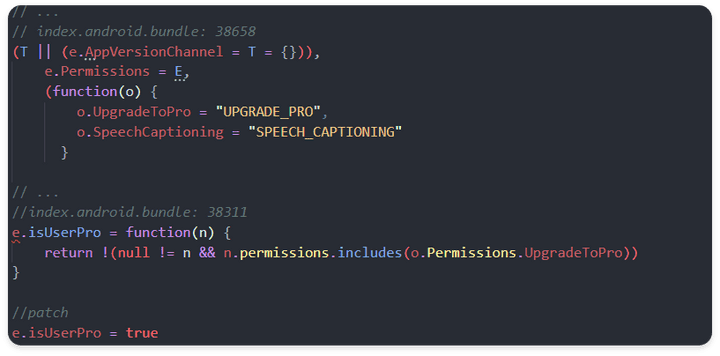 // ...
// index.android.bundle: 38658
(T || (e.AppVersionChannel = T = {})),
e.Permissions = E,
(function(o) {
o.UpgradeToPro = "UPGRADE_PRO",
o.SpeechCaptioning = "SPEECH_CAPTIONING"
}
// ...
//index.android.bundle: 38311
e.isUserPro = function(n) {
return !(null != n && n.permissions.includes(o.Permissions.UpgradeToPro))
}
//patch
e.isUserPro = true